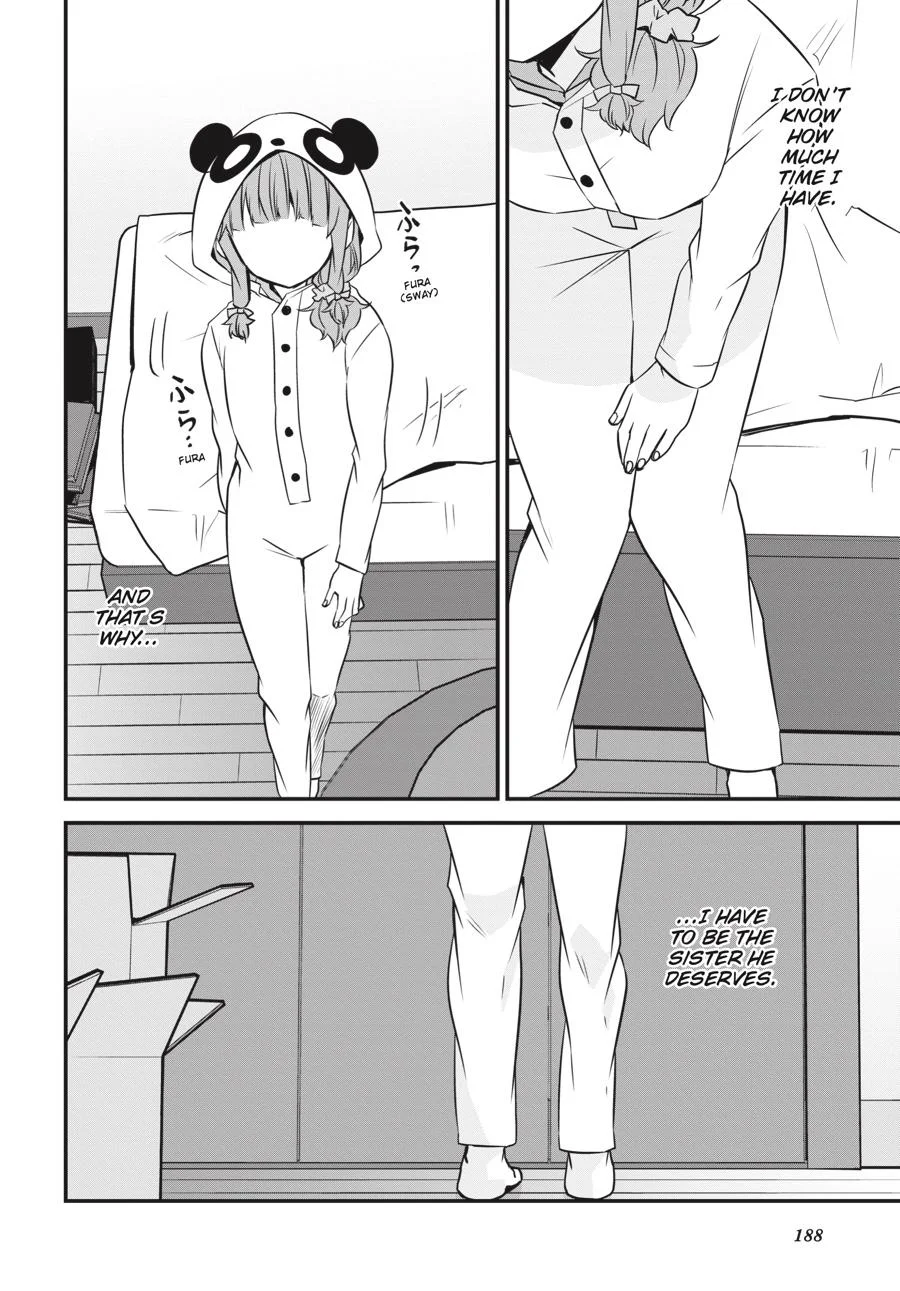 I DON'T
KNOW
HOW
MUCH
TIME I
HAVE.
ふらっ
FURA
(SWAY)
ふら…
FURA
AND
THAT'S
WHY...
...I HAVE
TO BE THE
SISTER HE
DESERVES.
188